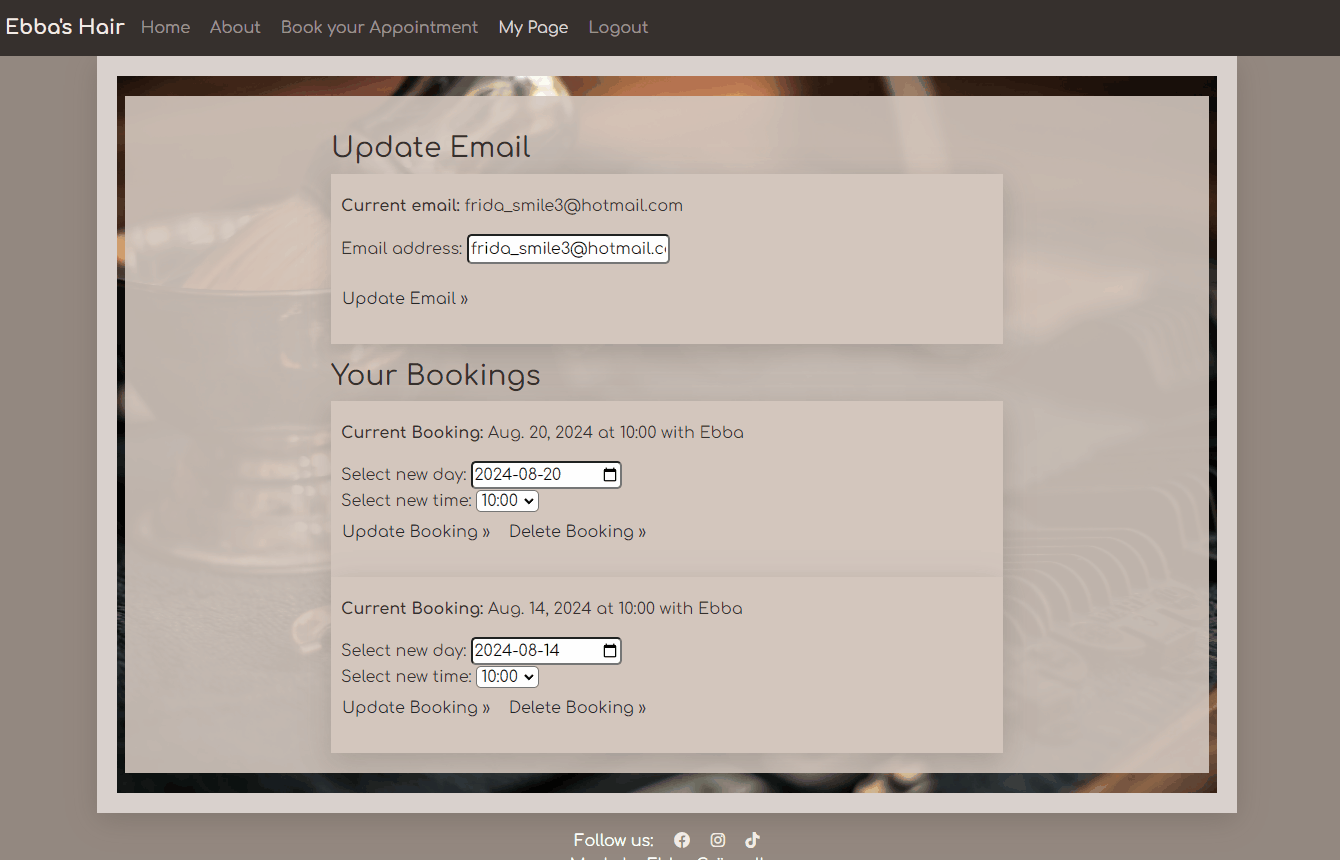 Ebba's Hair Home About Book your Appointment My Page Logout
Update Email
Current email: frida_smile3@hotmail.com
Email address: frida_smile3@hotmail.c
Update Email »
Your Bookings
Current Booking: Aug. 20, 2024 at 10:00 with Ebba
Select new day: 2024-08-20
Select new time: 10:00
Update Booking » Delete Booking »
Current Booking: Aug. 14, 2024 at 10:00 with Ebba
Select new day: 2024-08-14
Select new time: 10:00
Update Booking » Delete Booking »
Follow us: